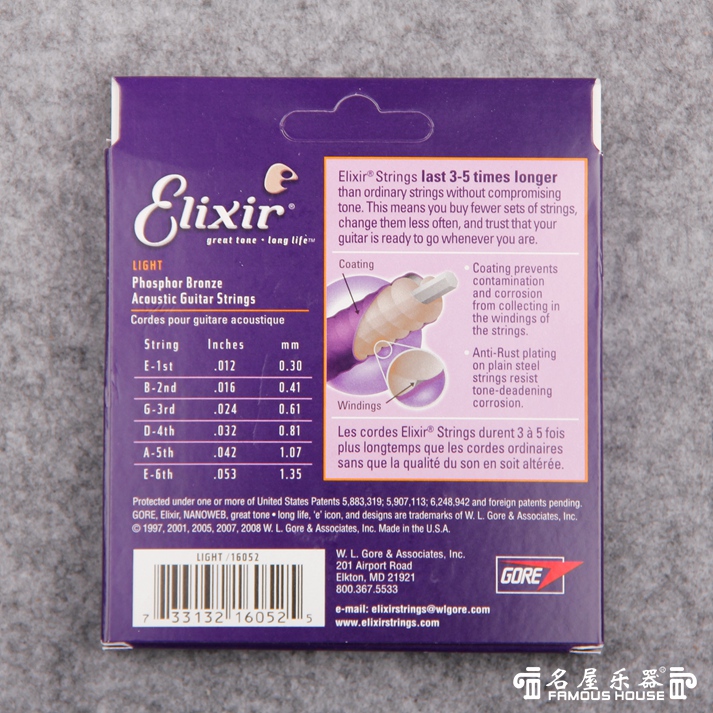 Elixir®
great tone • long life™
LIGHT
Phosphor Bronze
Acoustic Guitar Strings
Cordes pour guitare acoustique
String Inches mm
E-1st .012 0.30
B-2nd .016 0.41
G-3rd .024 0.61
D-4th .032 0.81
A-5th .042 1.07
E-6th .053 1.35
Elixir® Strings last 3-5 times longer
than ordinary strings without compromising
tone. This means you buy fewer sets of strings,
change them less often, and trust that your
guitar is ready to go whenever you are.
Coating
Windings
• Coating prevents
contamination
and corrosion
from collecting in
the windings of
the strings.
• Anti-Rust plating
on plain steel
strings resist
tone-deadening
corrosion.
Les cordes Elixir® Strings durent 3 à 5 fois
plus longtemps que les cordes ordinaires
sans que la qualité du son en soit altérée.
Protected under one or more of United States Patents 5,883,319; 5,907,113; 6,248,942 and foreign patents pending.
GORE, Elixir, NANOWEB, great tone • long life, 'e' icon, and designs are trademarks of W. L. Gore & Associates, Inc.
© 1997, 2001, 2005, 2007, 2008 W. L. Gore & Associates, Inc. Made in the U.S.A.
LIGHT /16052
7 33132 16052 5
W. L. Gore & Associates, Inc.
201 Airport Road
Elkton, MD 21921
800.367.5533
e-mail: elixirstrings@wlgore.com
www.elixirstrings.com
GORE
名屋乐器®
FAMOUS HOUSE